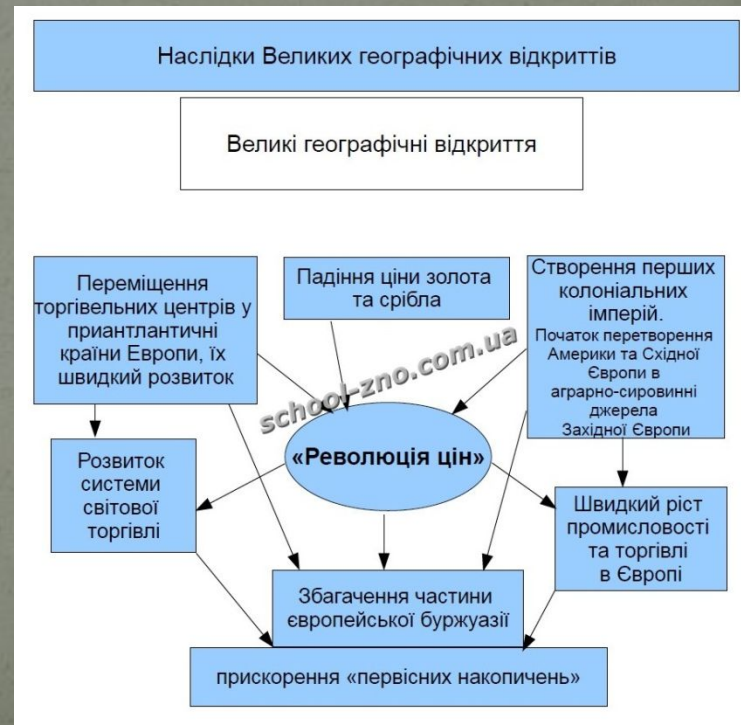 Наслідки Великих географічних відкриттів
Великі географічні відкриття
Переміщення
торгівельних центрів у
приантлантичні
країни Европи, їх
швидкий розвиток
Падіння ціни золота
та срібла
Створення перших
колоніальних
імперій.
Початок перетворення
Америки та Східної
Європи в
аграрно-сировинні
джерела
Західної Європи
school-zno.com.ua
«Революція цін»
Розвиток
системи
світової
торгівлі
Швидкий ріст
промисловості
та торгівлі
в Європі
Збагачення частини
європейської буржуазії
прискорення «первісних накопичень»